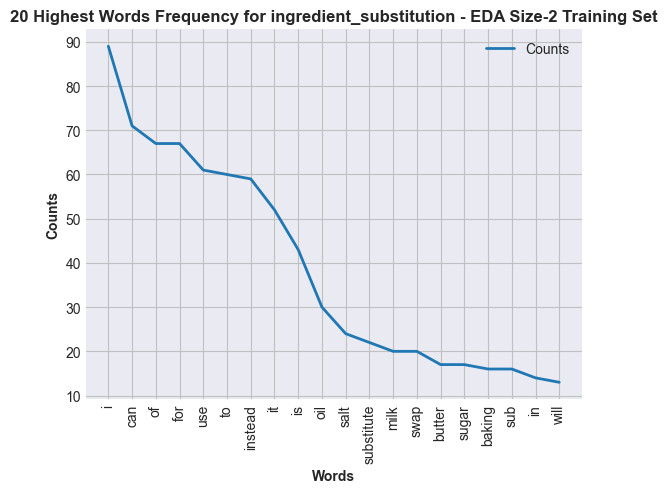 20 Highest Words Frequency for ingredient_substitution - EDA Size-2 Training Set
Counts
90
80
70
60
50
40
30
20
10
Counts
i
can
of
for
use
to
instead
it
is
oil
salt
substitute
milk
swap
butter
sugar
baking
sub
in
will
Words